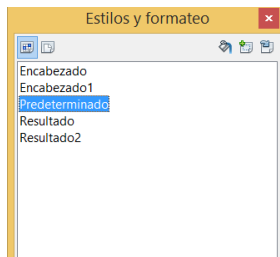 Estilos y formateo
Encabezado
Encabezado1
Predeterminado
Resultado
Resultado2